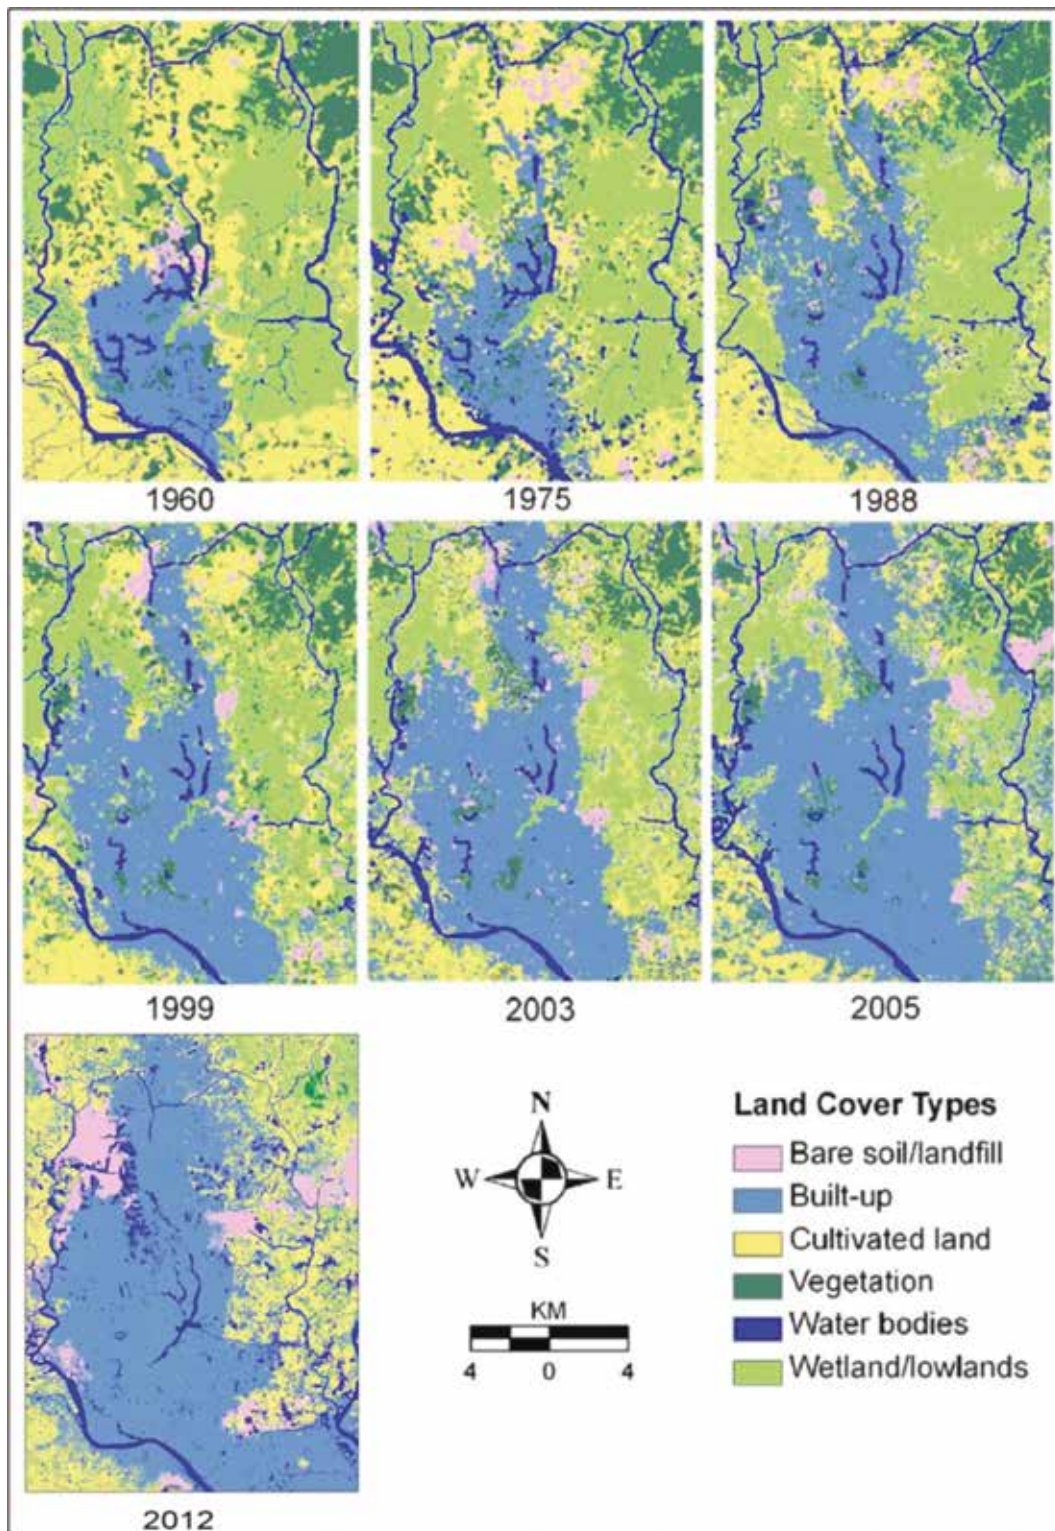 1960 1975 1988
1999 2003 2005
N
W E
S
KM
4 0 4
Land Cover Types
Bare soil/landfill
Built-up
Cultivated land
Vegetation
Water bodies
Wetland/lowlands
2012